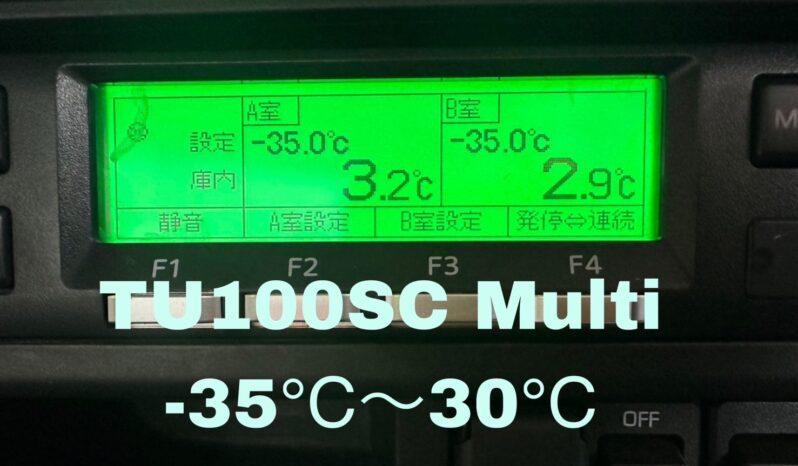 A室 B室
設定 -35.0℃ -35.0℃
庫内 3.2℃ 2.9℃
静音 A室設定 B室設定 発停⇔連続
F1 F2 F3 F4
TU100SC Multi
-35℃～30℃
OFF
M